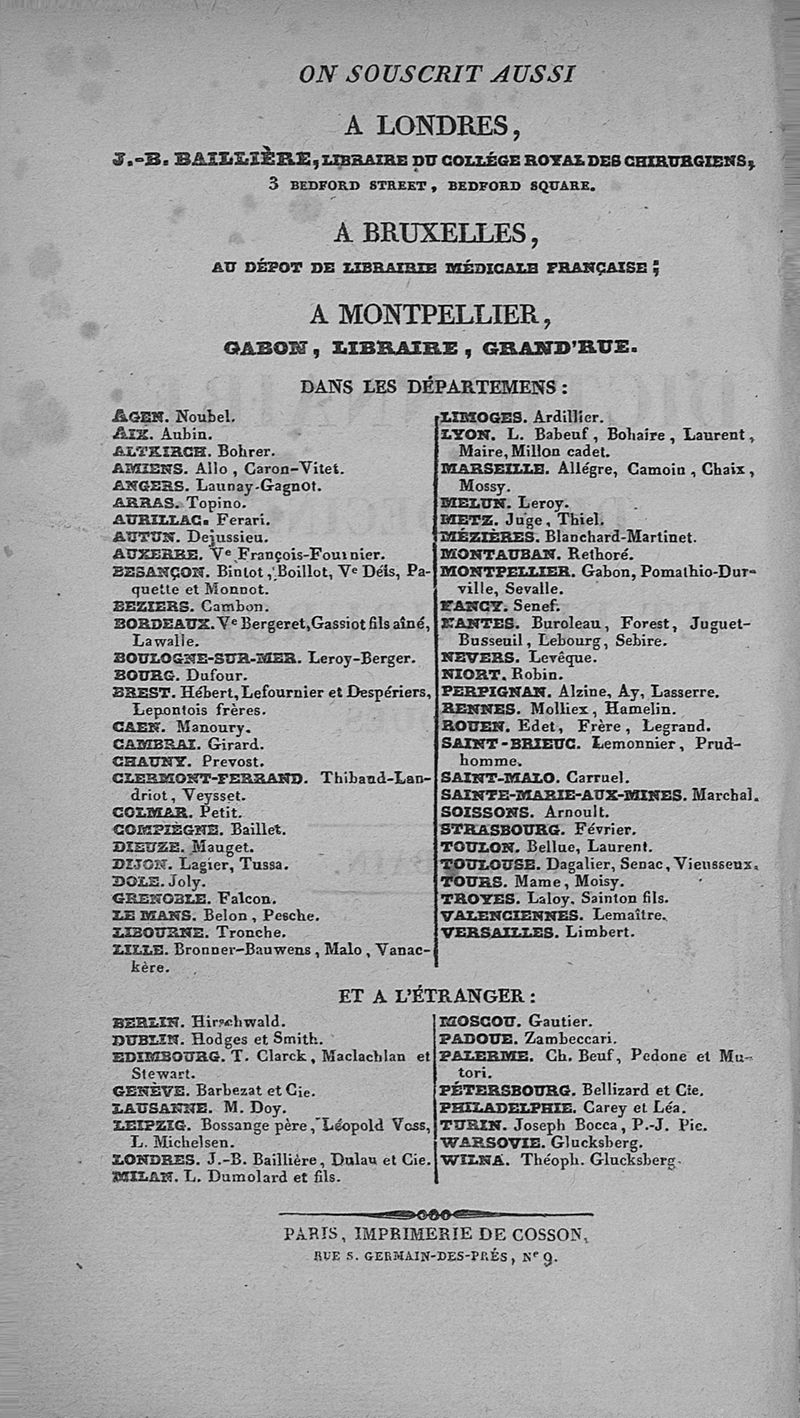 ON SOUSCRIT AUSSI
A LONDRES,
J.-B. BAILLIÈRE, LIBRAIRE DU COLLÉGE ROYAL DES CHIRURGIENS,
3 BEDFORD STREET, BEDFORD SQUARE.
A BRUXELLES,
AU DÉPOT DE LIBRAIRIE MÉDICALE FRANÇAISE;
A MONTPELLIER,
GABON, LIBRAIRE, GRAND'RUE.
DANS LES DÉPARTEMENS:
AGEN. Noubel.
AIX. Aubin.
ALTKIRCH. Bohrer.
AMIENS. Allo, Caron-Vitet.
ANGERS. Launay-Gagnot.
ARRAS. Topino.
AURILLAC. Ferari.
AUTUN. Dejussieu.
AUXERRE. Ve François-Fournier.
BESANÇON. Bintot, Boillot, Ve Déis, Pa-
quette et Monnot.
BEZIERS. Cambon.
BORDEAUX. Ve Bergeret, Gassiot fils aîné,
Lawalle.
BOULOGNE-SUR-MER. Leroy-Berger.
BOURG. Dufour.
BREST. Hébert, Lefournier et Despériers,
Lepontois frères.
CAEN. Manoury.
CAMBRAI. Girard.
CHAUNY. Prevost.
CLERMONT-FERRAND. Thibaud-Lan-
driot, Veysset.
COLMAR. Petit.
COMPIÈGNE. Baillet.
DIEUZE. Mauget.
DIJON. Lagier, Tussa.
DOLE. Joly.
GRENOBLE. Falcon.
LE MANS. Belon, Pesche.
LIBOURNE. Tronche.
LILLE. Bronner-Bauwens, Malo, Vanac-
kère.
LIMOGES. Ardillier.
LYON. L. Babeuf, Bohaire, Laurent,
Maire, Millon cadet.
MARSEILLE. Allégre, Camoin, Chaix,
Mossy.
MELUN. Leroy.
METZ. Juge, Thiel.
MÉZIÈRES. Blanchard-Martinet.
MONTAUBAN. Rethoré.
MONTPELLIER. Gabon, Pomathio-Dur-
ville, Sevalle.
NANCY. Senef.
NANTES. Buroleau, Forest, Juguet-
Busseuil, Lebourg, Sebire.
NEVERS. Levêque.
NIORT. Robin.
PERPIGNAN. Alzine, Ay, Lasserre.
RENNES. Molliex, Hamelin.
ROUEN. Edet, Frère, Legrand.
SAINT-BRIEUC. Lemonnier, Prud-
homme.
SAINT-MALO. Carruel.
SAINTE-MARIE-AUX-MINES. Marchal.
SOISSONS. Arnoult.
STRASBOURG. Février.
TOULON. Bellue, Laurent.
TOULOUSE. Dagalier, Senac, Vieusseux.
TOURS. Mame, Moisy.
TROYES. Laloy. Sainton fils.
VALENCIENNES. Lemaître.
VERSAILLES. Limbert.
ET A L'ÉTRANGER:
BERLIN. Hirschwald.
DUBLIN. Hodges et Smith.
EDIMBOURG. T. Clarck, Maclachlan et
Stewart.
GENÈVE. Barbezat et Cie.
LAUSANNE. M. Doy.
LEIPZIG. Bossange père, Léopold Voss,
L. Michelsen.
LONDRES. J.-B. Baillière, Dulau et Cie.
MILAN. L. Dumolard et fils.
MOSCOU. Gautier.
PADOUE. Zambeccari.
PALERME. Ch. Beuf, Pedone et Mu-
tori.
PÉTERSBOURG. Bellizard et Cie.
PHILADELPHIE. Carey et Léa.
TURIN. Joseph Bocca, P.-J. Pic.
WARSOVIE. Glucksberg.
WILNA. Théoph. Glucksberg.
PARIS, IMPRIMERIE DE COSSON,
RUE S. GERMAIN-DES-PRÉS, No 9.